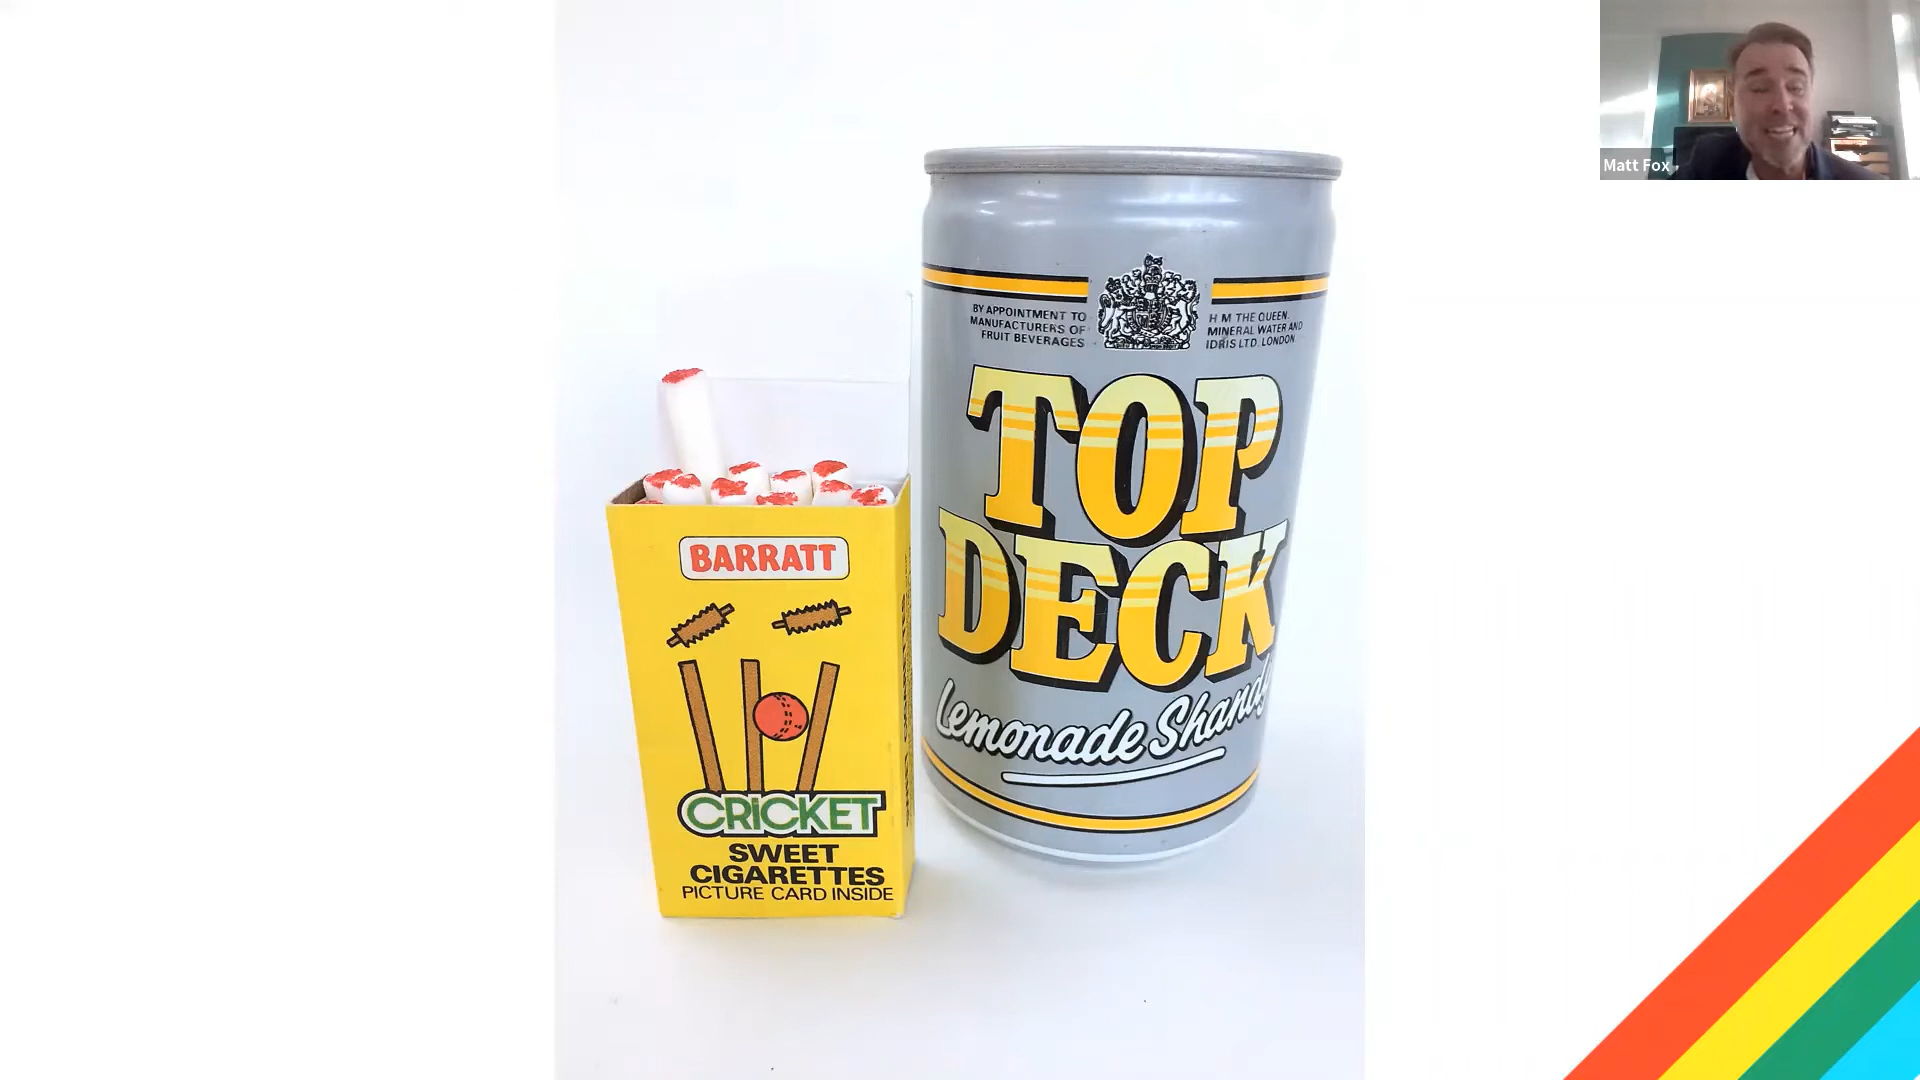 Matt Fox
BY APPOINTMENT TO
MANUFACTURERS OF
FRUIT BEVERAGES
H M THE QUEEN.
MINERAL WATER AND
IDRIS LTD. LONDON.
TOP
DECK
Lemonade Shandy
BARRATT
CRICKET
SWEET
CIGARETTES
PICTURE CARD INSIDE